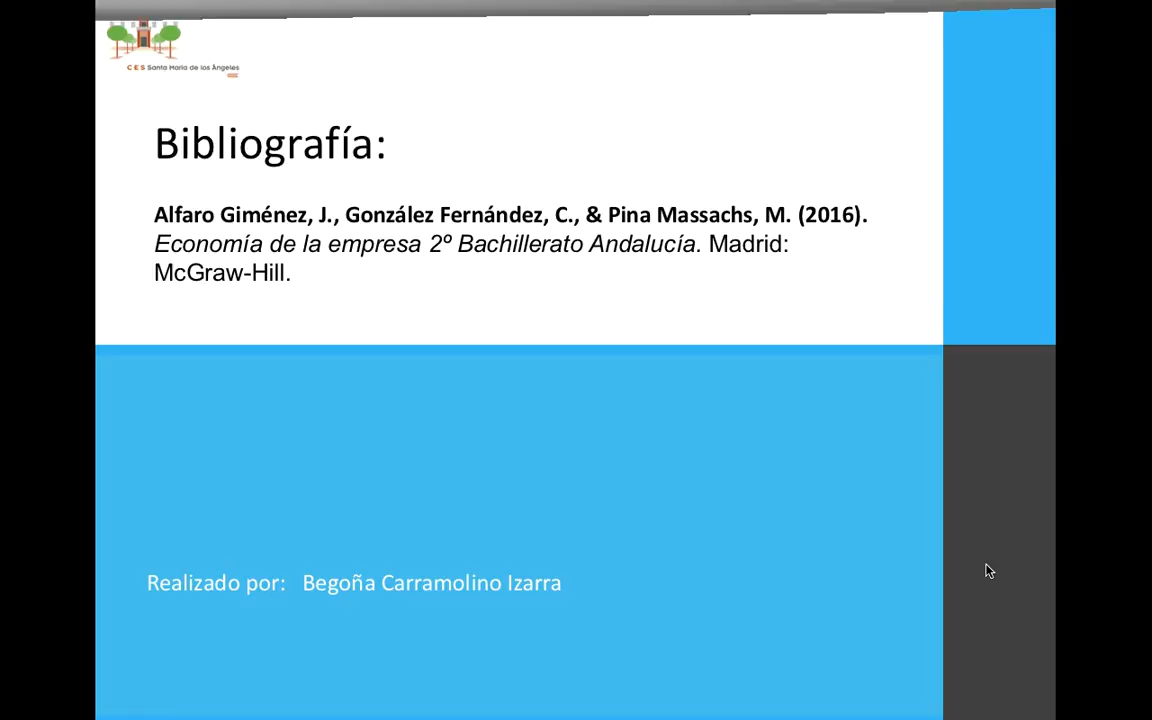 CES Santa María de los Ángeles
Bibliografía:
Alfaro Giménez, J., González Fernández, C., & Pina Massachs, M. (2016).
Economía de la empresa 2º Bachillerato Andalucía. Madrid:
McGraw-Hill.
Realizado por: Begoña Carramolino Izarra